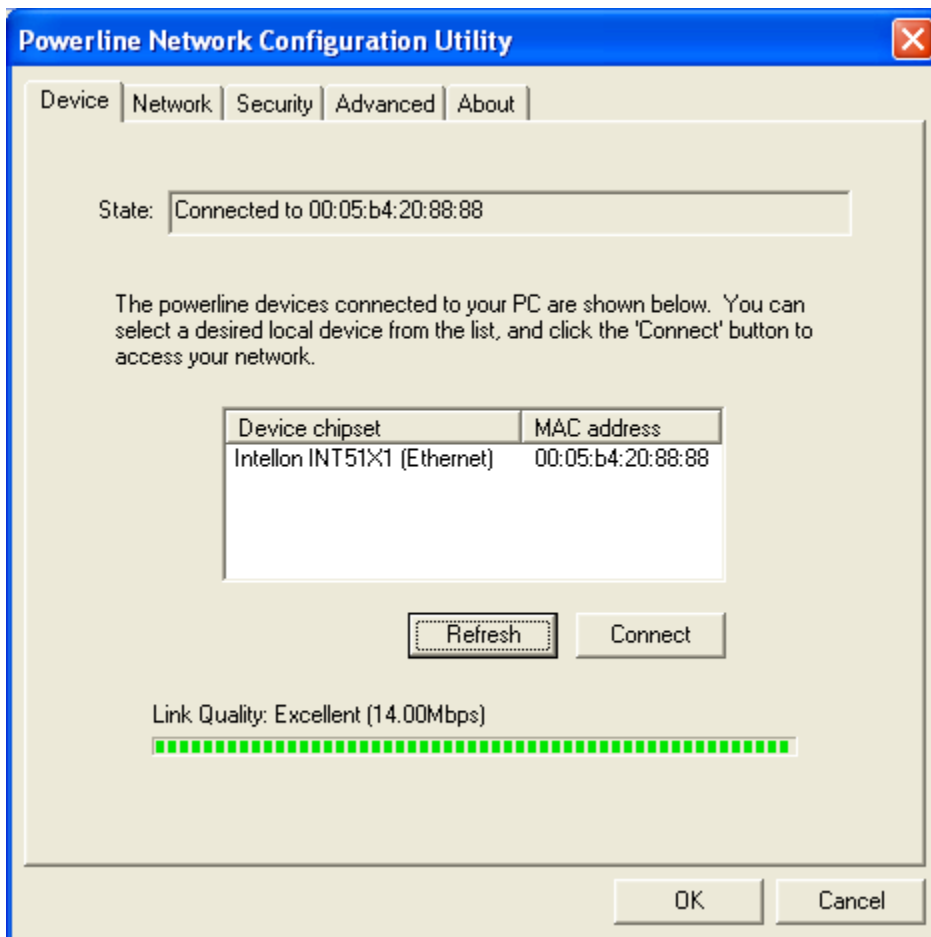 Powerline Network Configuration Utility
Device Network Security Advanced About
State: Connected to 00:05:b4:20:88:88
The powerline devices connected to your PC are shown below. You can
select a desired local device from the list, and click the 'Connect' button to
access your network.
Device chipset MAC address
Intellon INT51X1 (Ethernet) 00:05:b4:20:88:88
Refresh Connect
Link Quality: Excellent (14.00Mbps)
OK Cancel